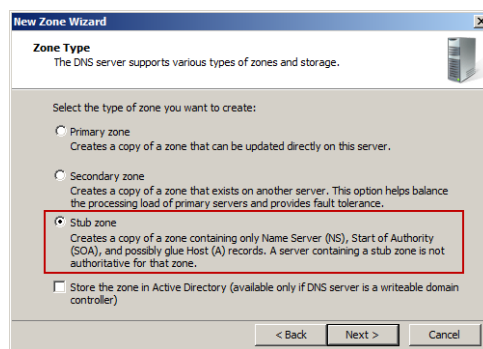 New Zone Wizard
Zone Type
The DNS server supports various types of zones and storage.
Select the type of zone you want to create:
Primary zone
Creates a copy of a zone that can be updated directly on this server.
Secondary zone
Creates a copy of a zone that exists on another server. This option helps balance
the processing load of primary servers and provides fault tolerance.
Stub zone
Creates a copy of a zone containing only Name Server (NS), Start of Authority
(SOA), and possibly glue Host (A) records. A server containing a stub zone is not
authoritative for that zone.
Store the zone in Active Directory (available only if DNS server is a writeable domain
controller)
< Back Next > Cancel